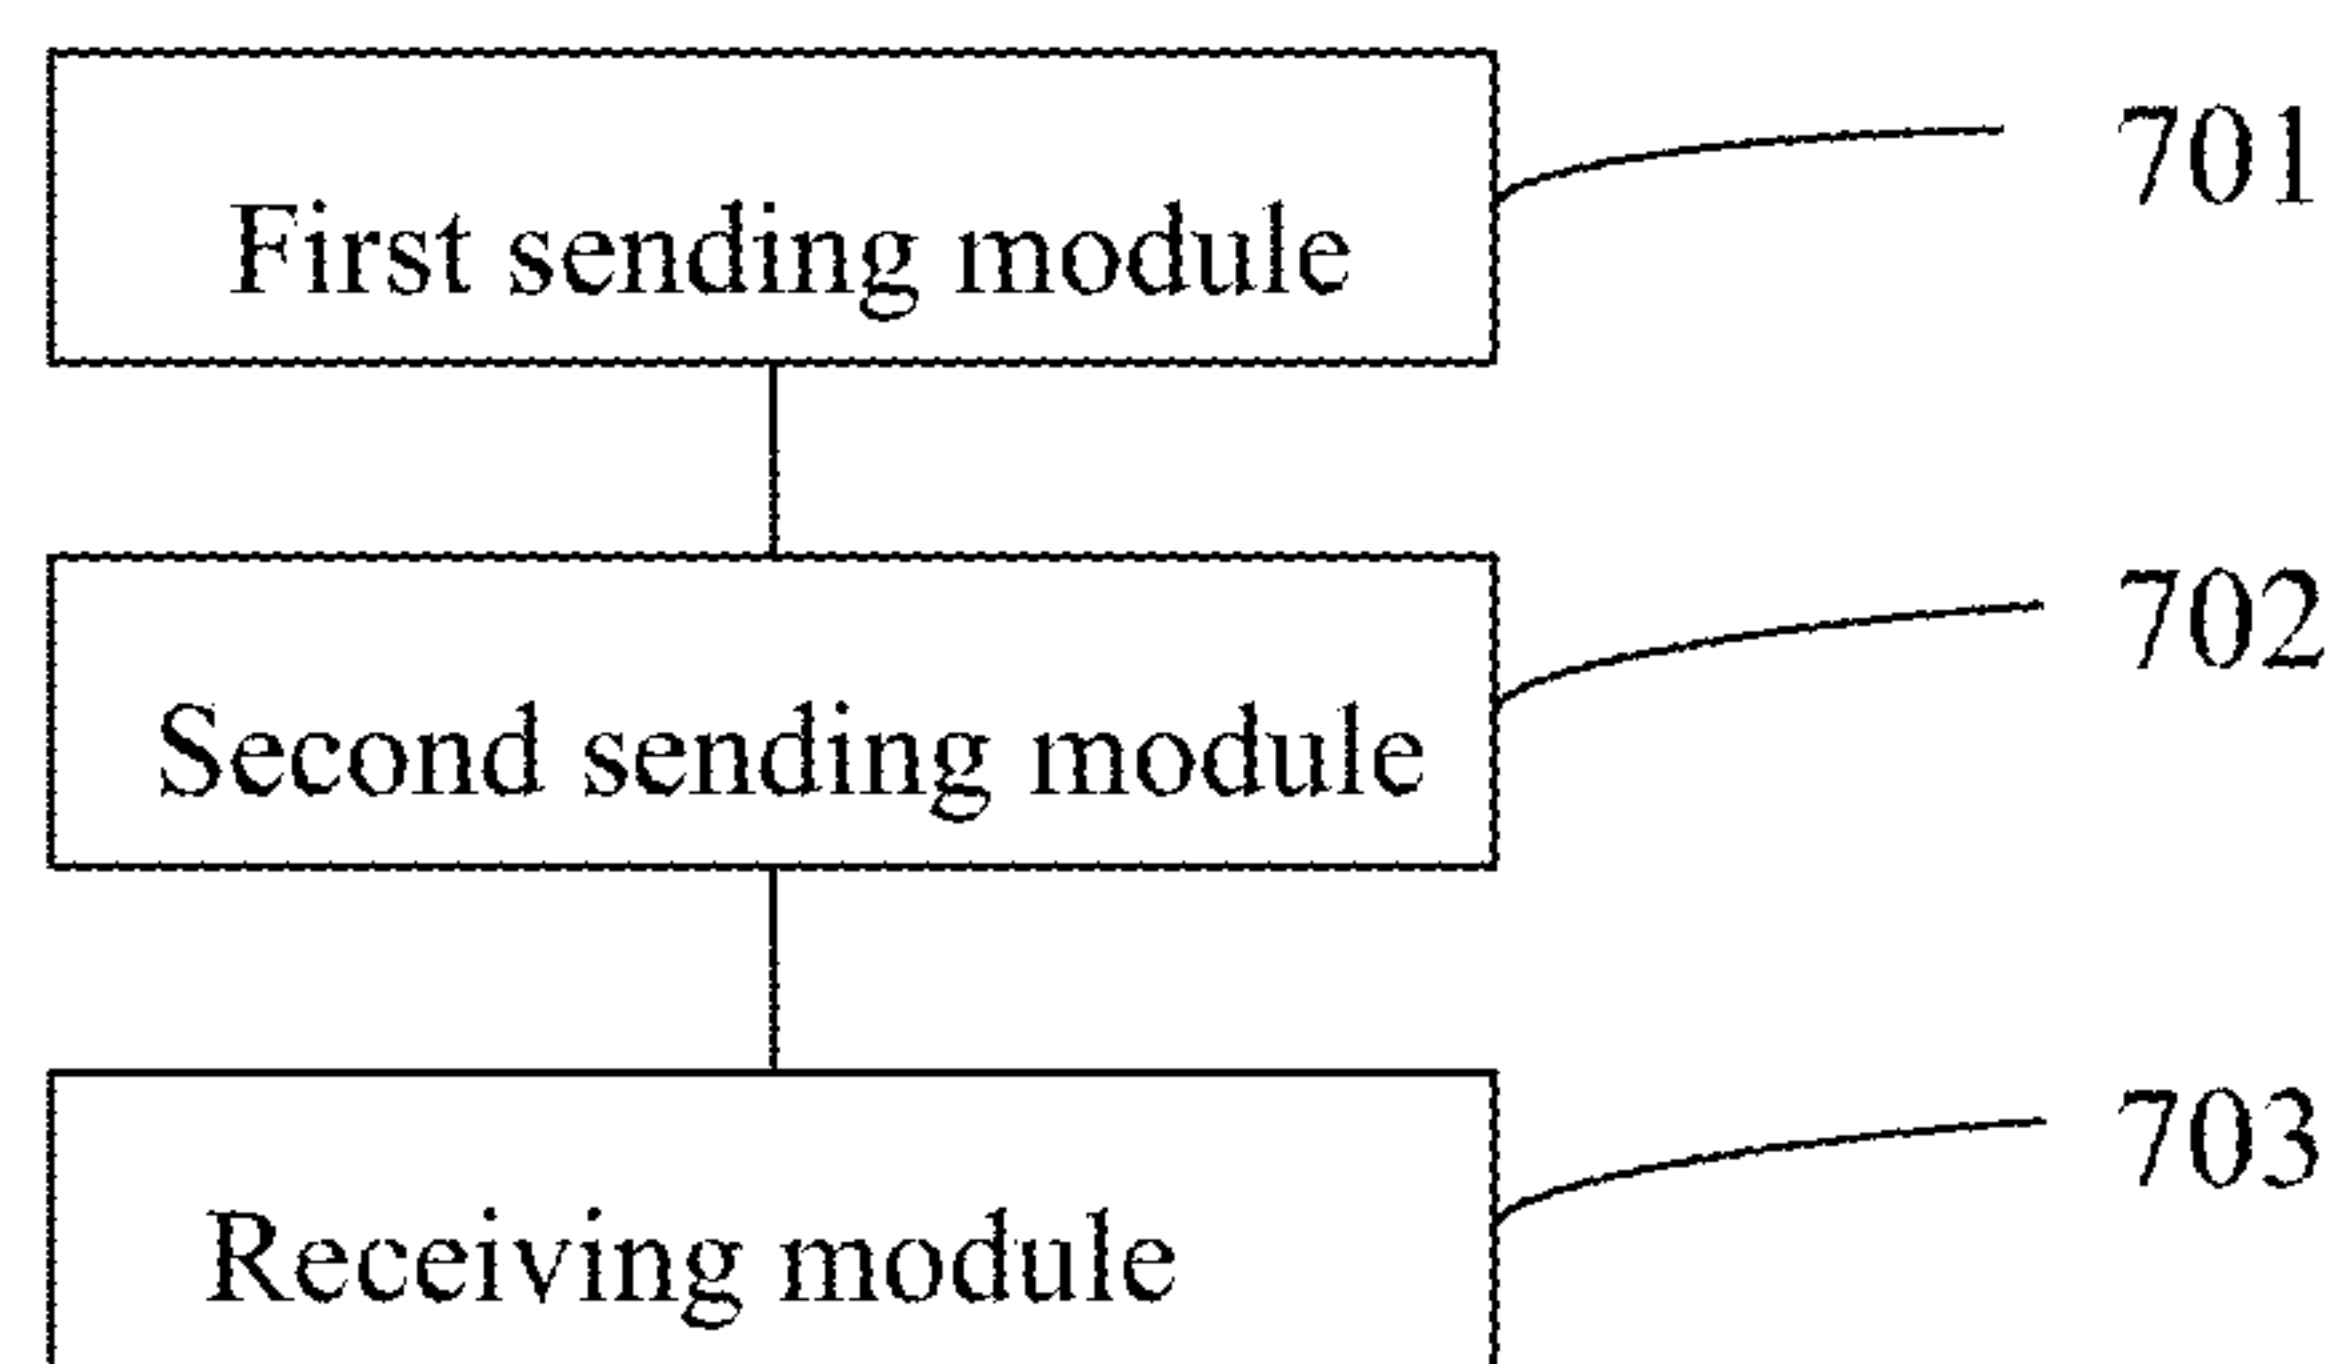 First sending module
701
Second sending module
702
Receiving module
703